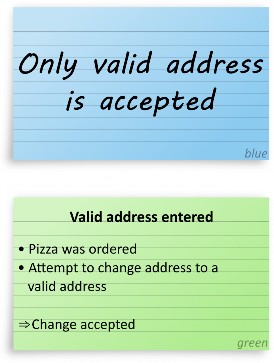 Only valid address
is accepted
blue
Valid address entered
• Pizza was ordered
• Attempt to change address to a
valid address
⇒Change accepted
green